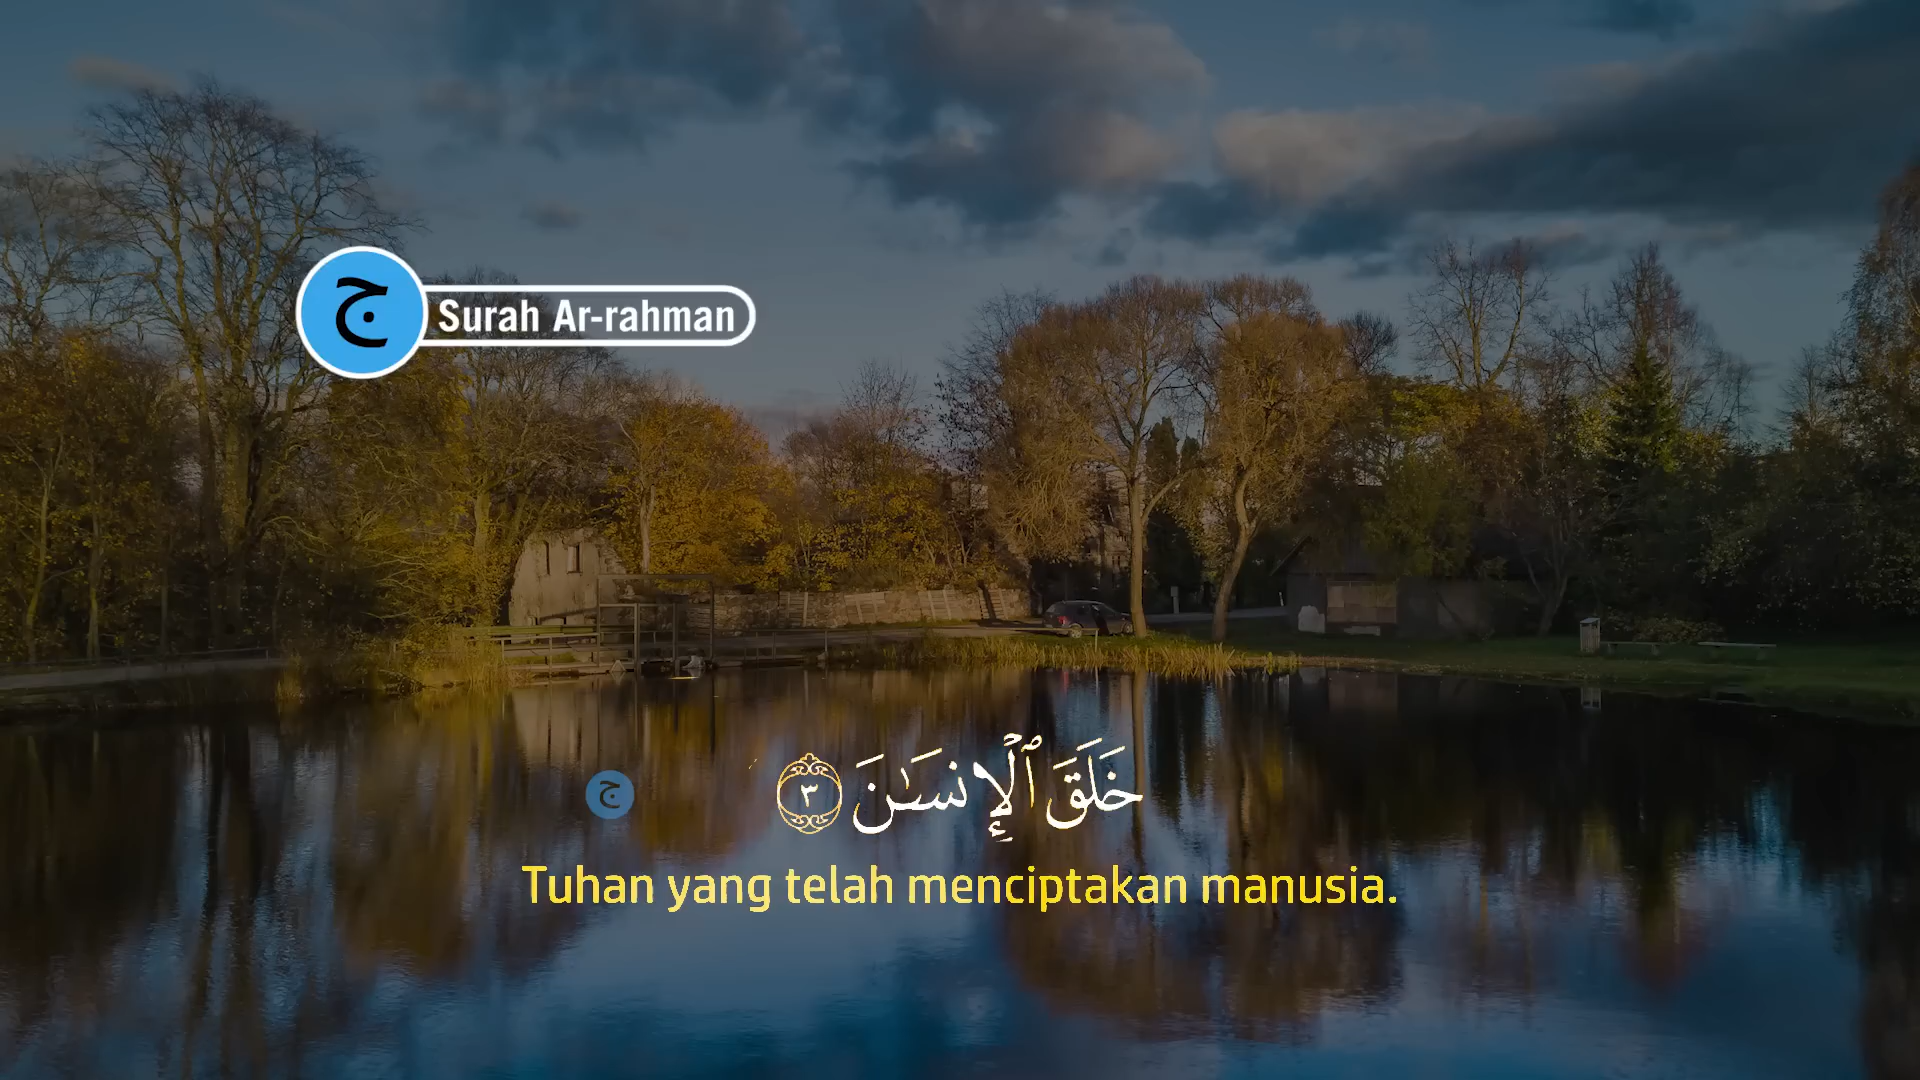 ج
Surah Ar-rahman
خَلَقَ ٱلْإِنسَـٰنَ ٣
ج
Tuhan yang telah menciptakan manusia.